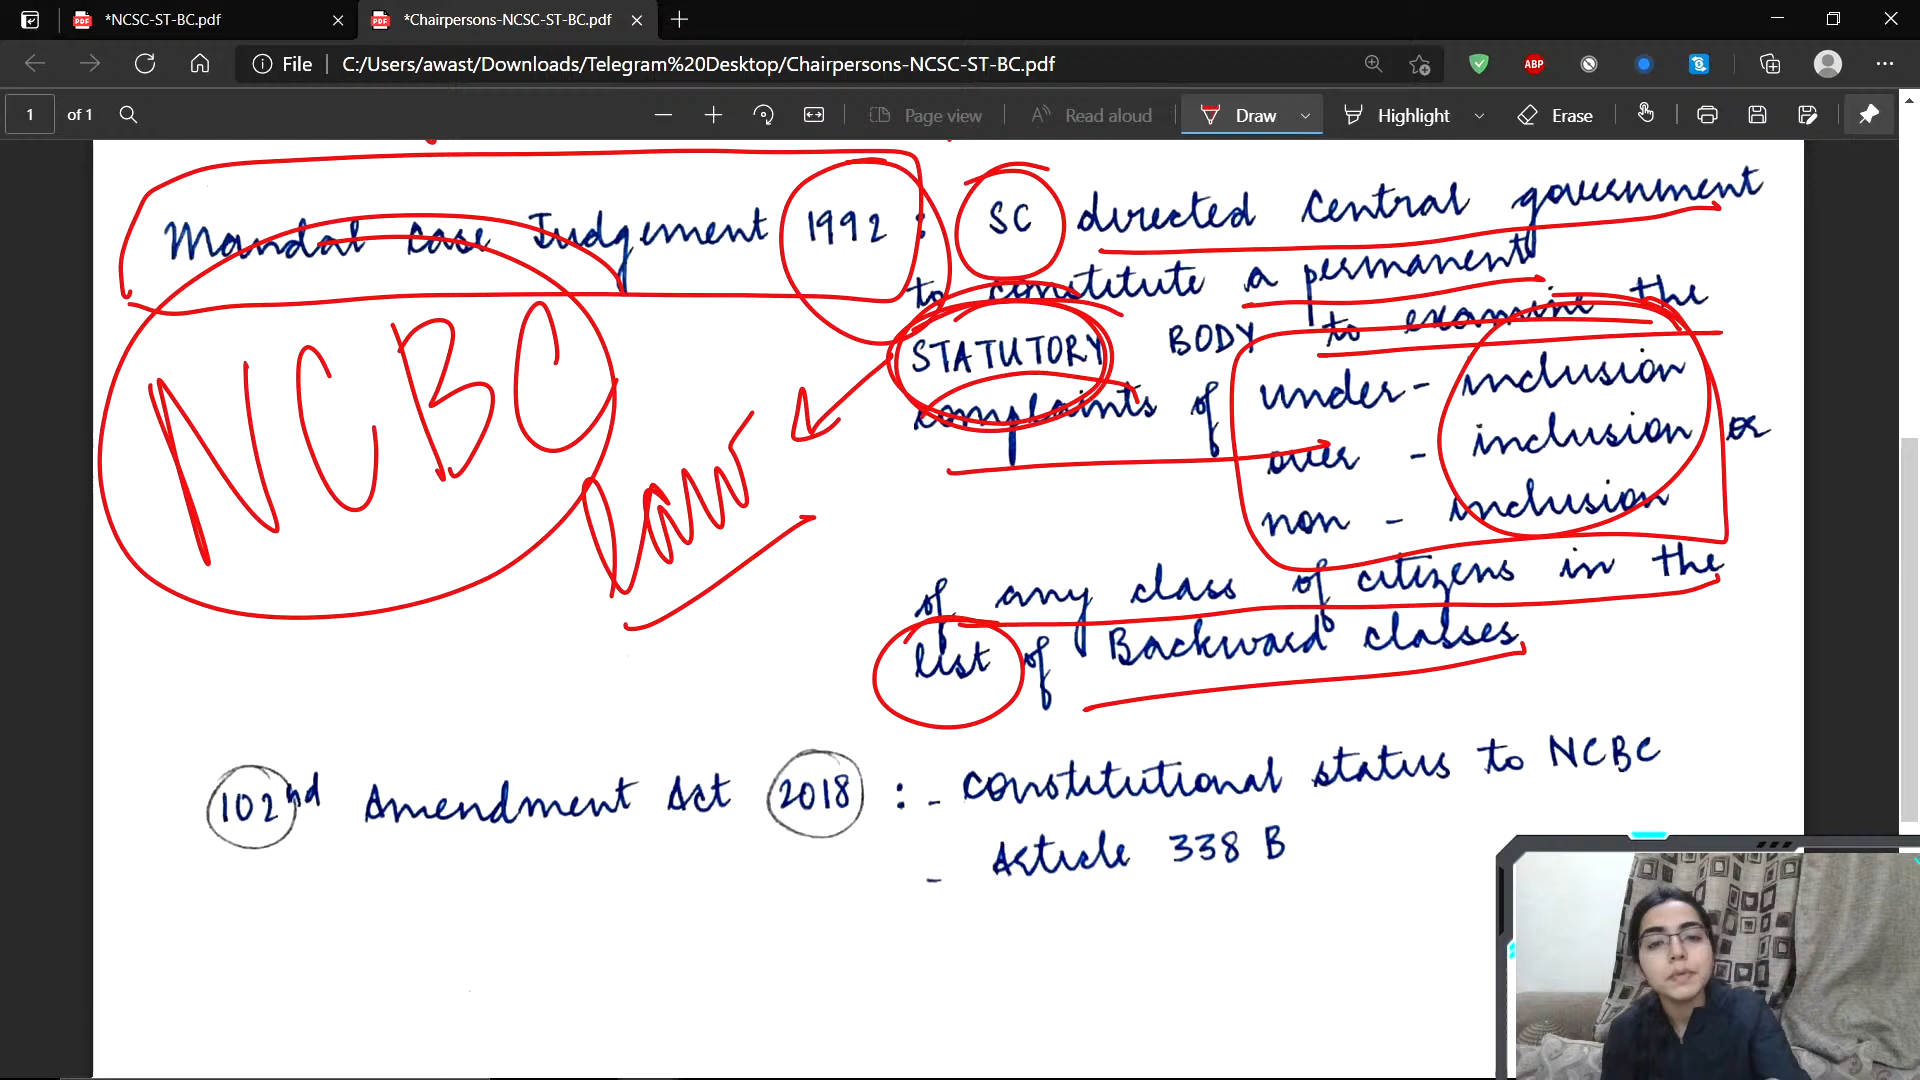 *NCSC-ST-BC.pdf
*Chairpersons-NCSC-ST-BC.pdf
File
C:/Users/awast/Downloads/Telegram%20Desktop/Chairpersons-NCSC-ST-BC.pdf
ABP
1 of 1
Page view
Read aloud
Draw
Highlight
Erase
Mandal Case Judgement 1992 : SC directed central government
to constitute a permanent
STATUTORY BODY to examine the
complaints of under - inclusion
over - inclusion or
non - inclusion
of any class of citizens in the
list of Backward classes
NCBC
law
102nd Amendment Act 2018 : - constitutional status to NCBC
- Article 338 B